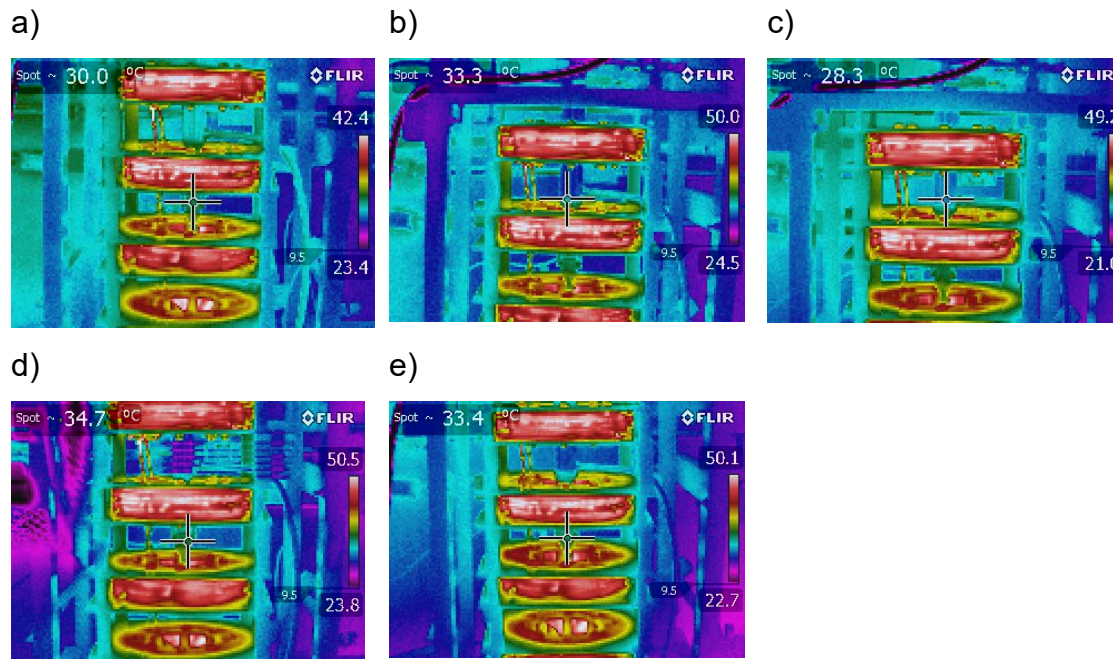 a)
b)
c)
Spot ~ 30.0 °C FLIR
42.4
9.5
23.4
Spot ~ 33.3 °C FLIR
50.0
9.5
24.5
Spot ~ 28.3 °C FLIR
49.2
9.5
21.0
d)
e)
Spot ~ 34.7 °C FLIR
50.5
9.5
23.8
Spot ~ 33.4 °C FLIR
50.1
9.5
22.7